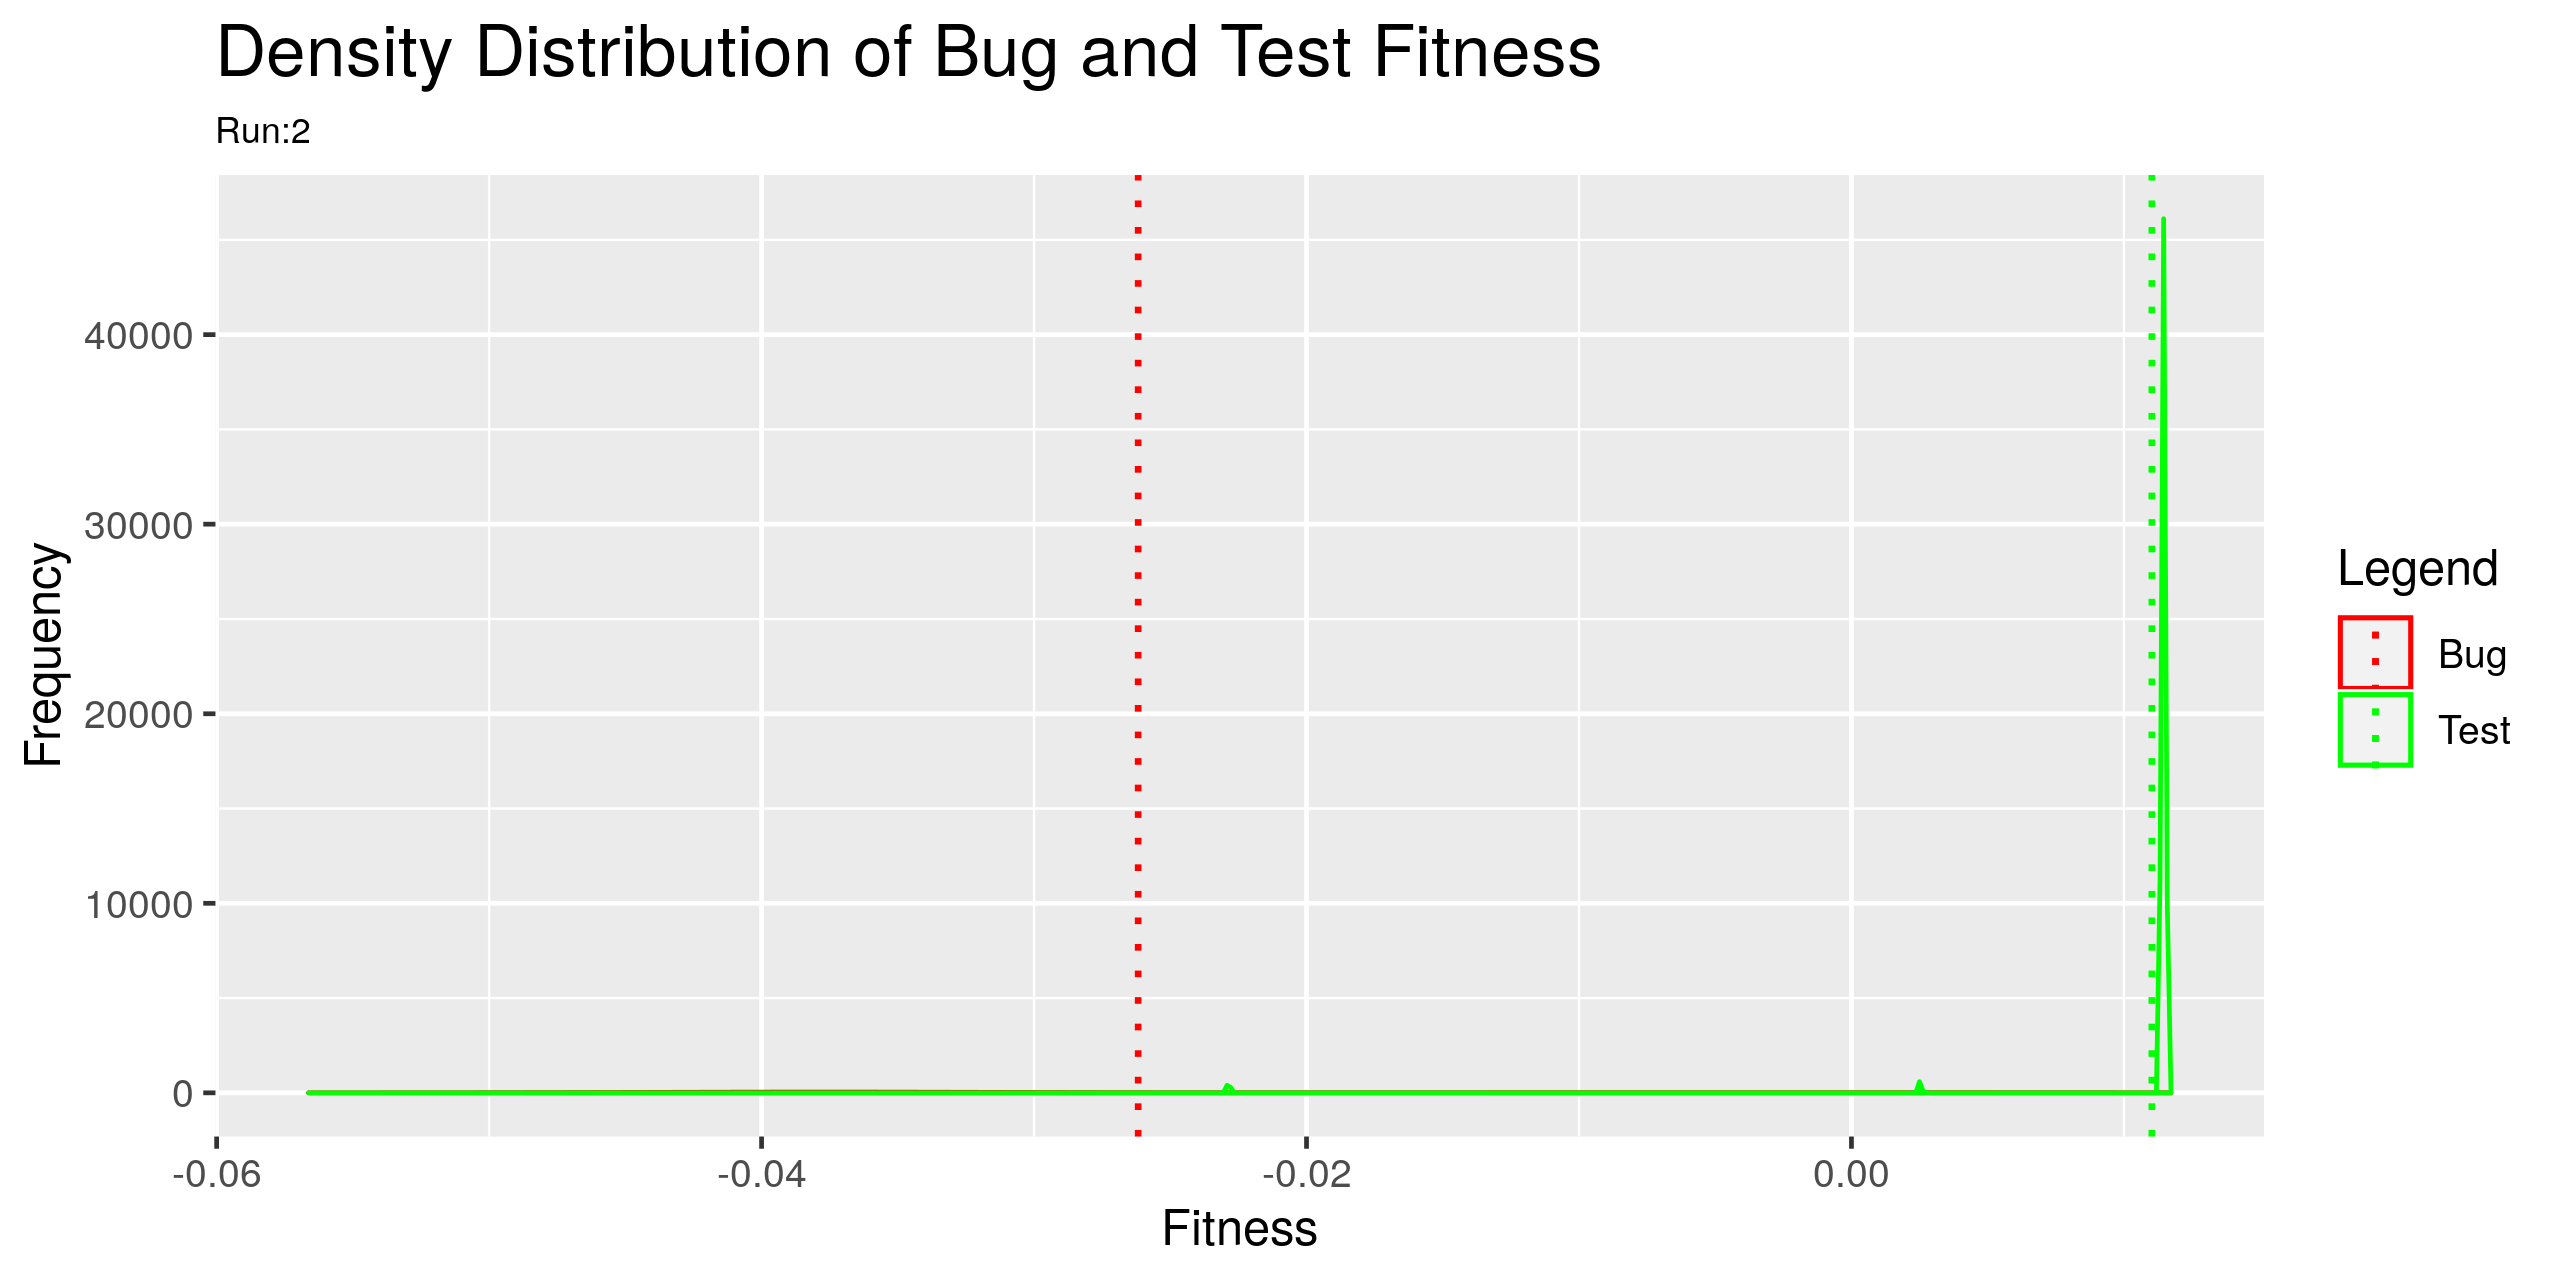 Density Distribution of Bug and Test Fitness
Run:2
40000
30000
20000
10000
0
Frequency
-0.06
-0.04
-0.02
0.00
Fitness
Legend
Bug
Test